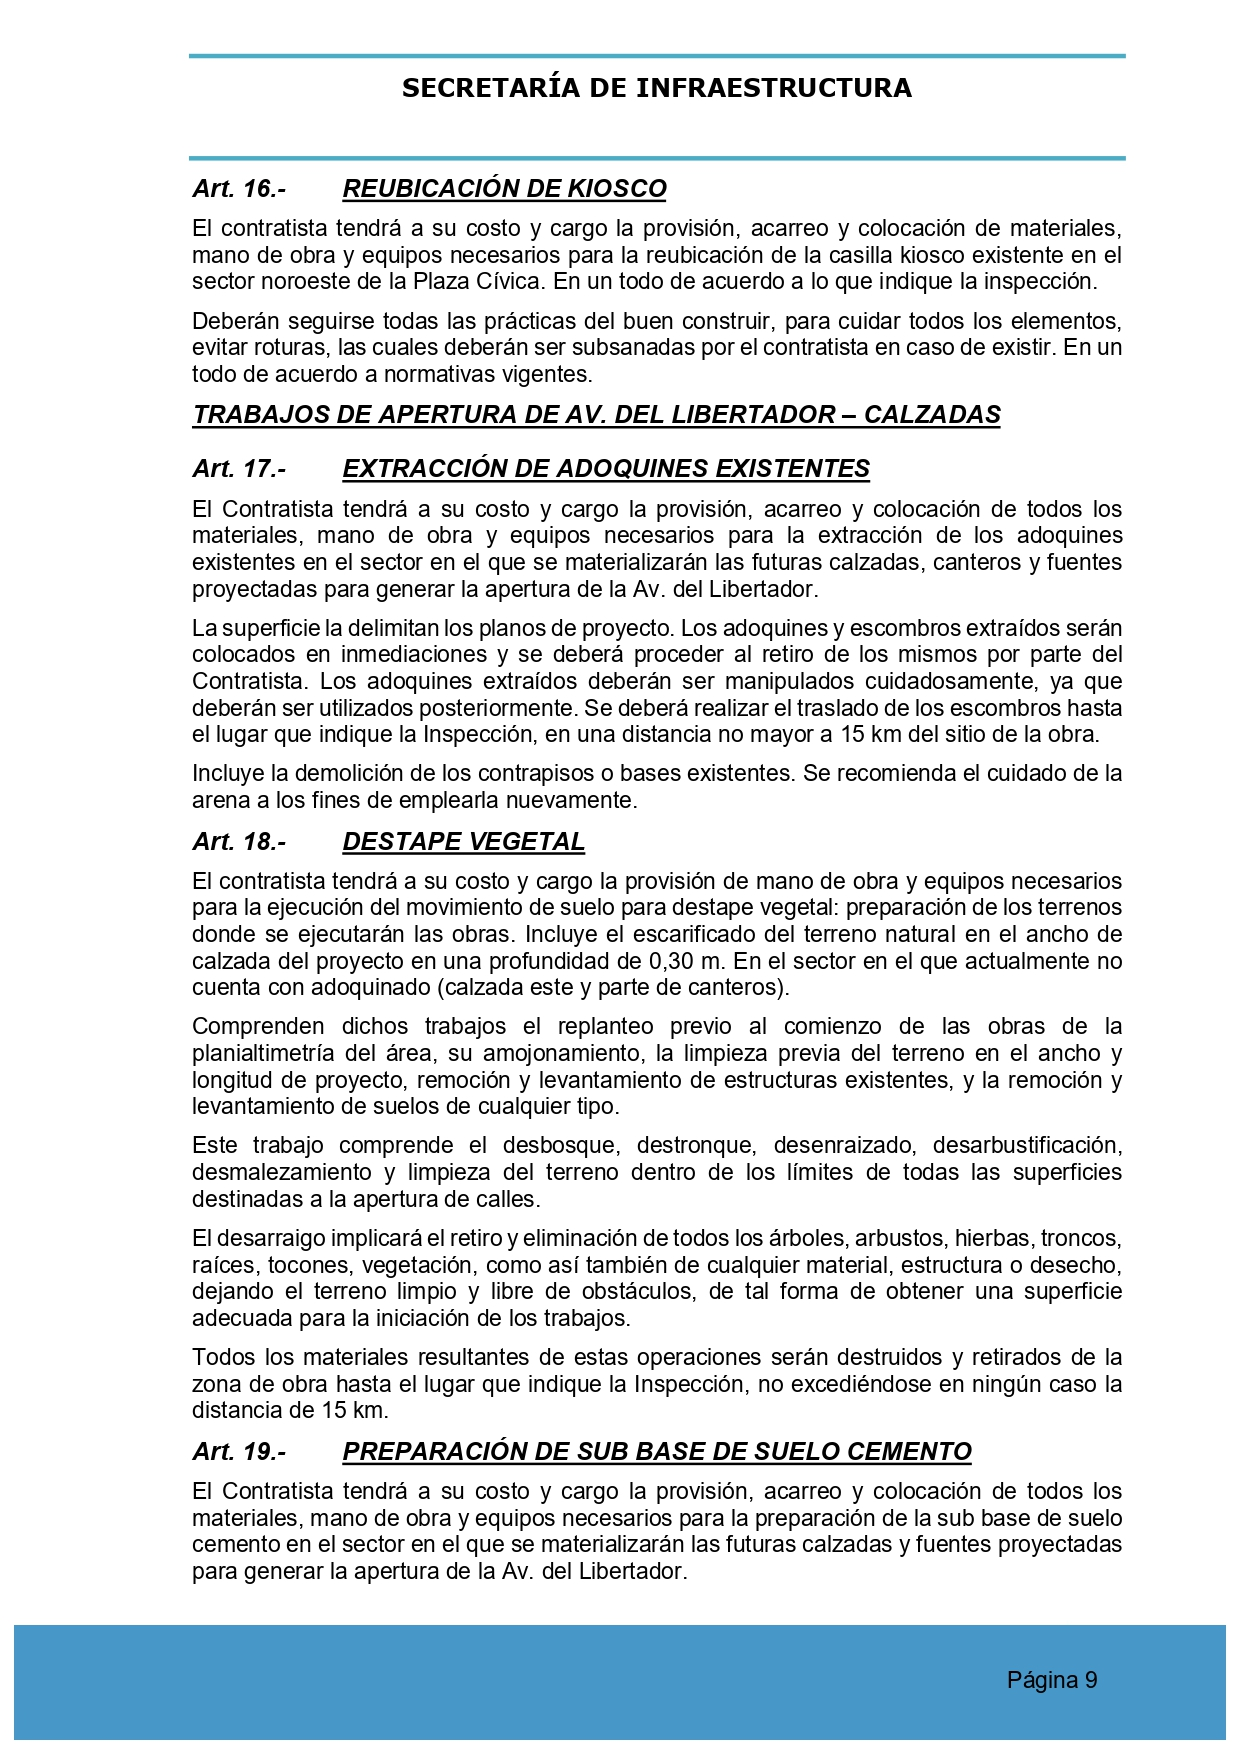 SECRETARÍA DE INFRAESTRUCTURA
Art. 16.- REUBICACIÓN DE KIOSCO
El contratista tendrá a su costo y cargo la provisión, acarreo y colocación de materiales,
mano de obra y equipos necesarios para la reubicación de la casilla kiosco existente en el
sector noroeste de la Plaza Cívica. En un todo de acuerdo a lo que indique la inspección.
Deberán seguirse todas las prácticas del buen construir, para cuidar todos los elementos,
evitar roturas, las cuales deberán ser subsanadas por el contratista en caso de existir. En un
todo de acuerdo a normativas vigentes.
TRABAJOS DE APERTURA DE AV. DEL LIBERTADOR – CALZADAS
Art. 17.- EXTRACCIÓN DE ADOQUINES EXISTENTES
El Contratista tendrá a su costo y cargo la provisión, acarreo y colocación de todos los
materiales, mano de obra y equipos necesarios para la extracción de los adoquines
existentes en el sector en el que se materializarán las futuras calzadas, canteros y fuentes
proyectadas para generar la apertura de la Av. del Libertador.
La superficie la delimitan los planos de proyecto. Los adoquines y escombros extraídos serán
colocados en inmediaciones y se deberá proceder al retiro de los mismos por parte del
Contratista. Los adoquines extraídos deberán ser manipulados cuidadosamente, ya que
deberán ser utilizados posteriormente. Se deberá realizar el traslado de los escombros hasta
el lugar que indique la Inspección, en una distancia no mayor a 15 km del sitio de la obra.
Incluye la demolición de los contrapisos o bases existentes. Se recomienda el cuidado de la
arena a los fines de emplearla nuevamente.
Art. 18.- DESTAPE VEGETAL
El contratista tendrá a su costo y cargo la provisión de mano de obra y equipos necesarios
para la ejecución del movimiento de suelo para destape vegetal: preparación de los terrenos
donde se ejecutarán las obras. Incluye el escarificado del terreno natural en el ancho de
calzada del proyecto en una profundidad de 0,30 m. En el sector en el que actualmente no
cuenta con adoquinado (calzada este y parte de canteros).
Comprenden dichos trabajos el replanteo previo al comienzo de las obras de la
planialtimetría del área, su amojonamiento, la limpieza previa del terreno en el ancho y
longitud de proyecto, remoción y levantamiento de estructuras existentes, y la remoción y
levantamiento de suelos de cualquier tipo.
Este trabajo comprende el desbosque, destronque, desenraizado, desarbustificación,
desmalezamiento y limpieza del terreno dentro de los límites de todas las superficies
destinadas a la apertura de calles.
El desarraigo implicará el retiro y eliminación de todos los árboles, arbustos, hierbas, troncos,
raíces, tocones, vegetación, como así también de cualquier material, estructura o desecho,
dejando el terreno limpio y libre de obstáculos, de tal forma de obtener una superficie
adecuada para la iniciación de los trabajos.
Todos los materiales resultantes de estas operaciones serán destruidos y retirados de la
zona de obra hasta el lugar que indique la Inspección, no excediéndose en ningún caso la
distancia de 15 km.
Art. 19.- PREPARACIÓN DE SUB BASE DE SUELO CEMENTO
El Contratista tendrá a su costo y cargo la provisión, acarreo y colocación de todos los
materiales, mano de obra y equipos necesarios para la preparación de la sub base de suelo
cemento en el sector en el que se materializarán las futuras calzadas y fuentes proyectadas
para generar la apertura de la Av. del Libertador.
Página 9